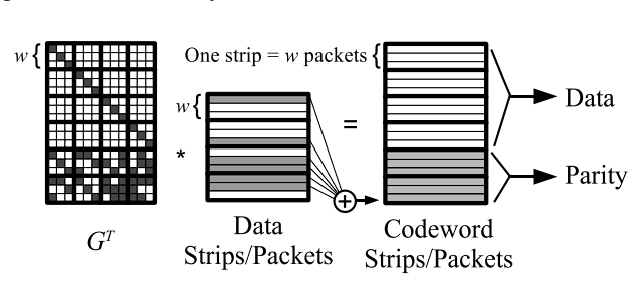 w{
One strip = w packets{
w{
*
=
+
Data
Parity
G^T
Data
Strips/Packets
Codeword
Strips/Packets